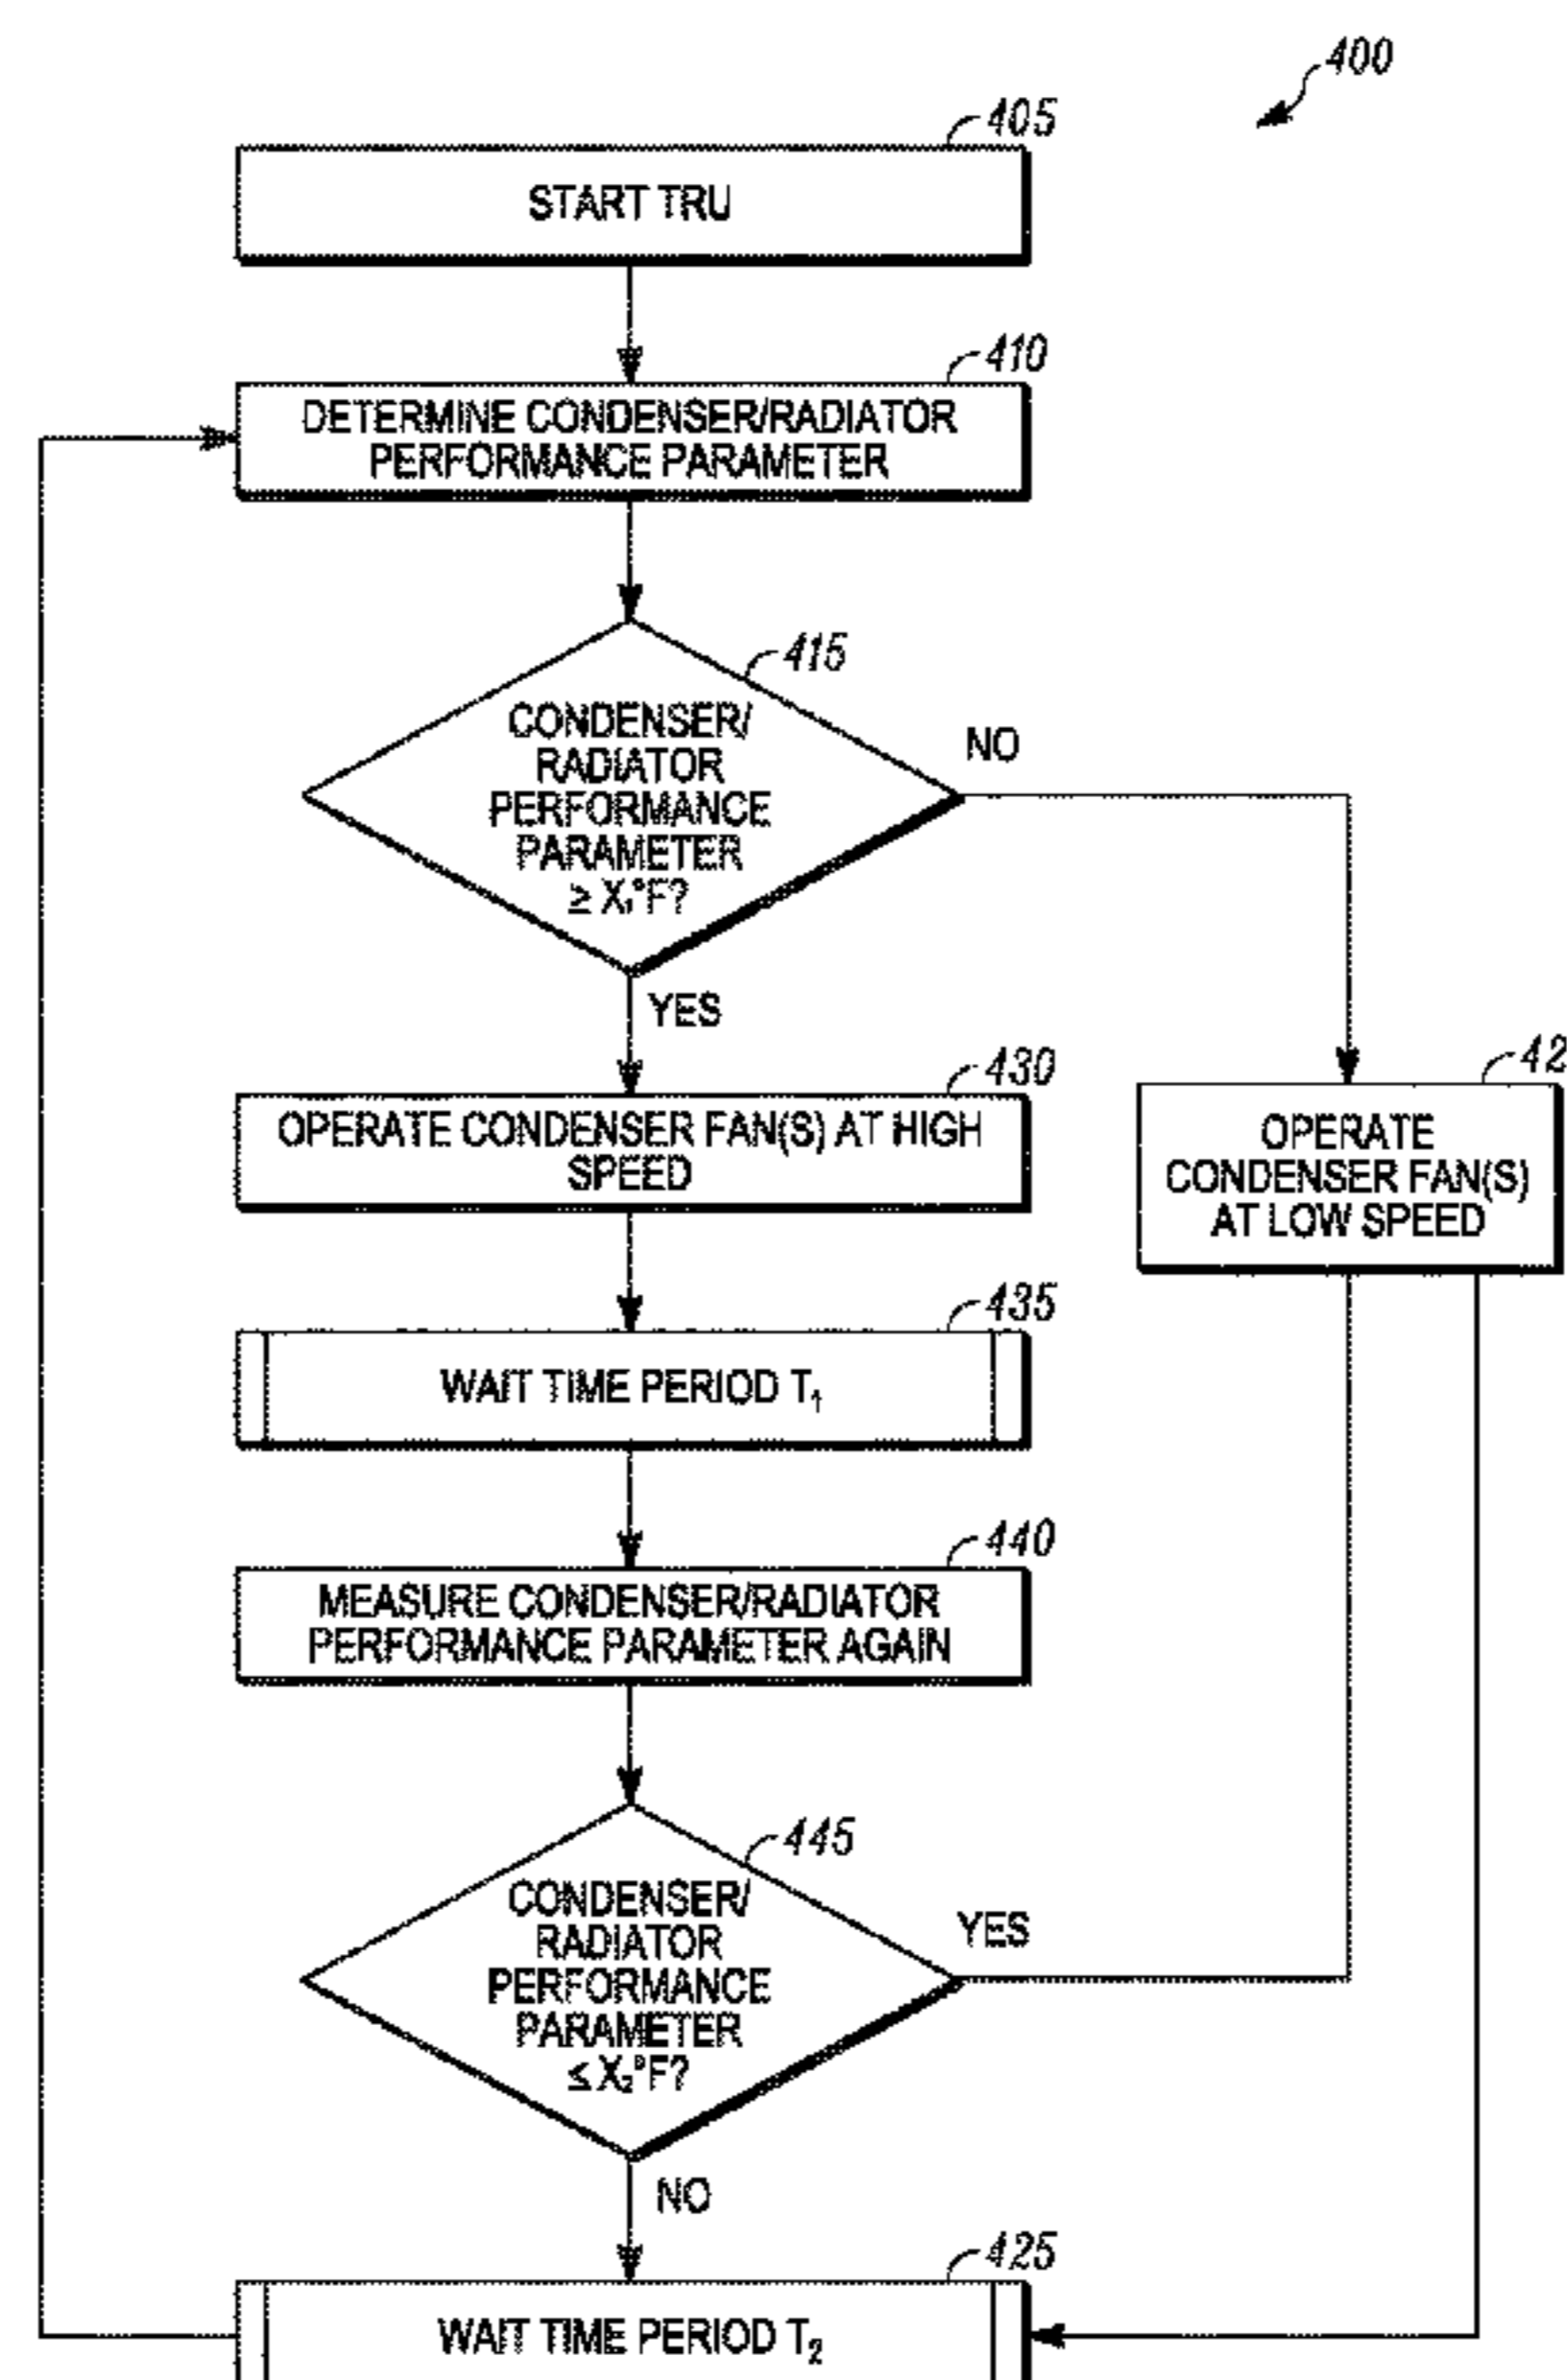 400
405
START TRU
410
DETERMINE CONDENSER/RADIATOR
PERFORMANCE PARAMETER
415
CONDENSER/
RADIATOR
PERFORMANCE
PARAMETER
≥ X₁°F?
NO
YES
430
OPERATE CONDENSER FAN(S) AT HIGH
SPEED
42
OPERATE
CONDENSER FAN(S)
AT LOW SPEED
435
WAIT TIME PERIOD T₁
440
MEASURE CONDENSER/RADIATOR
PERFORMANCE PARAMETER AGAIN
445
CONDENSER/
RADIATOR
PERFORMANCE
PARAMETER
≤ X₂°F?
YES
NO
425
WAIT TIME PERIOD T₂